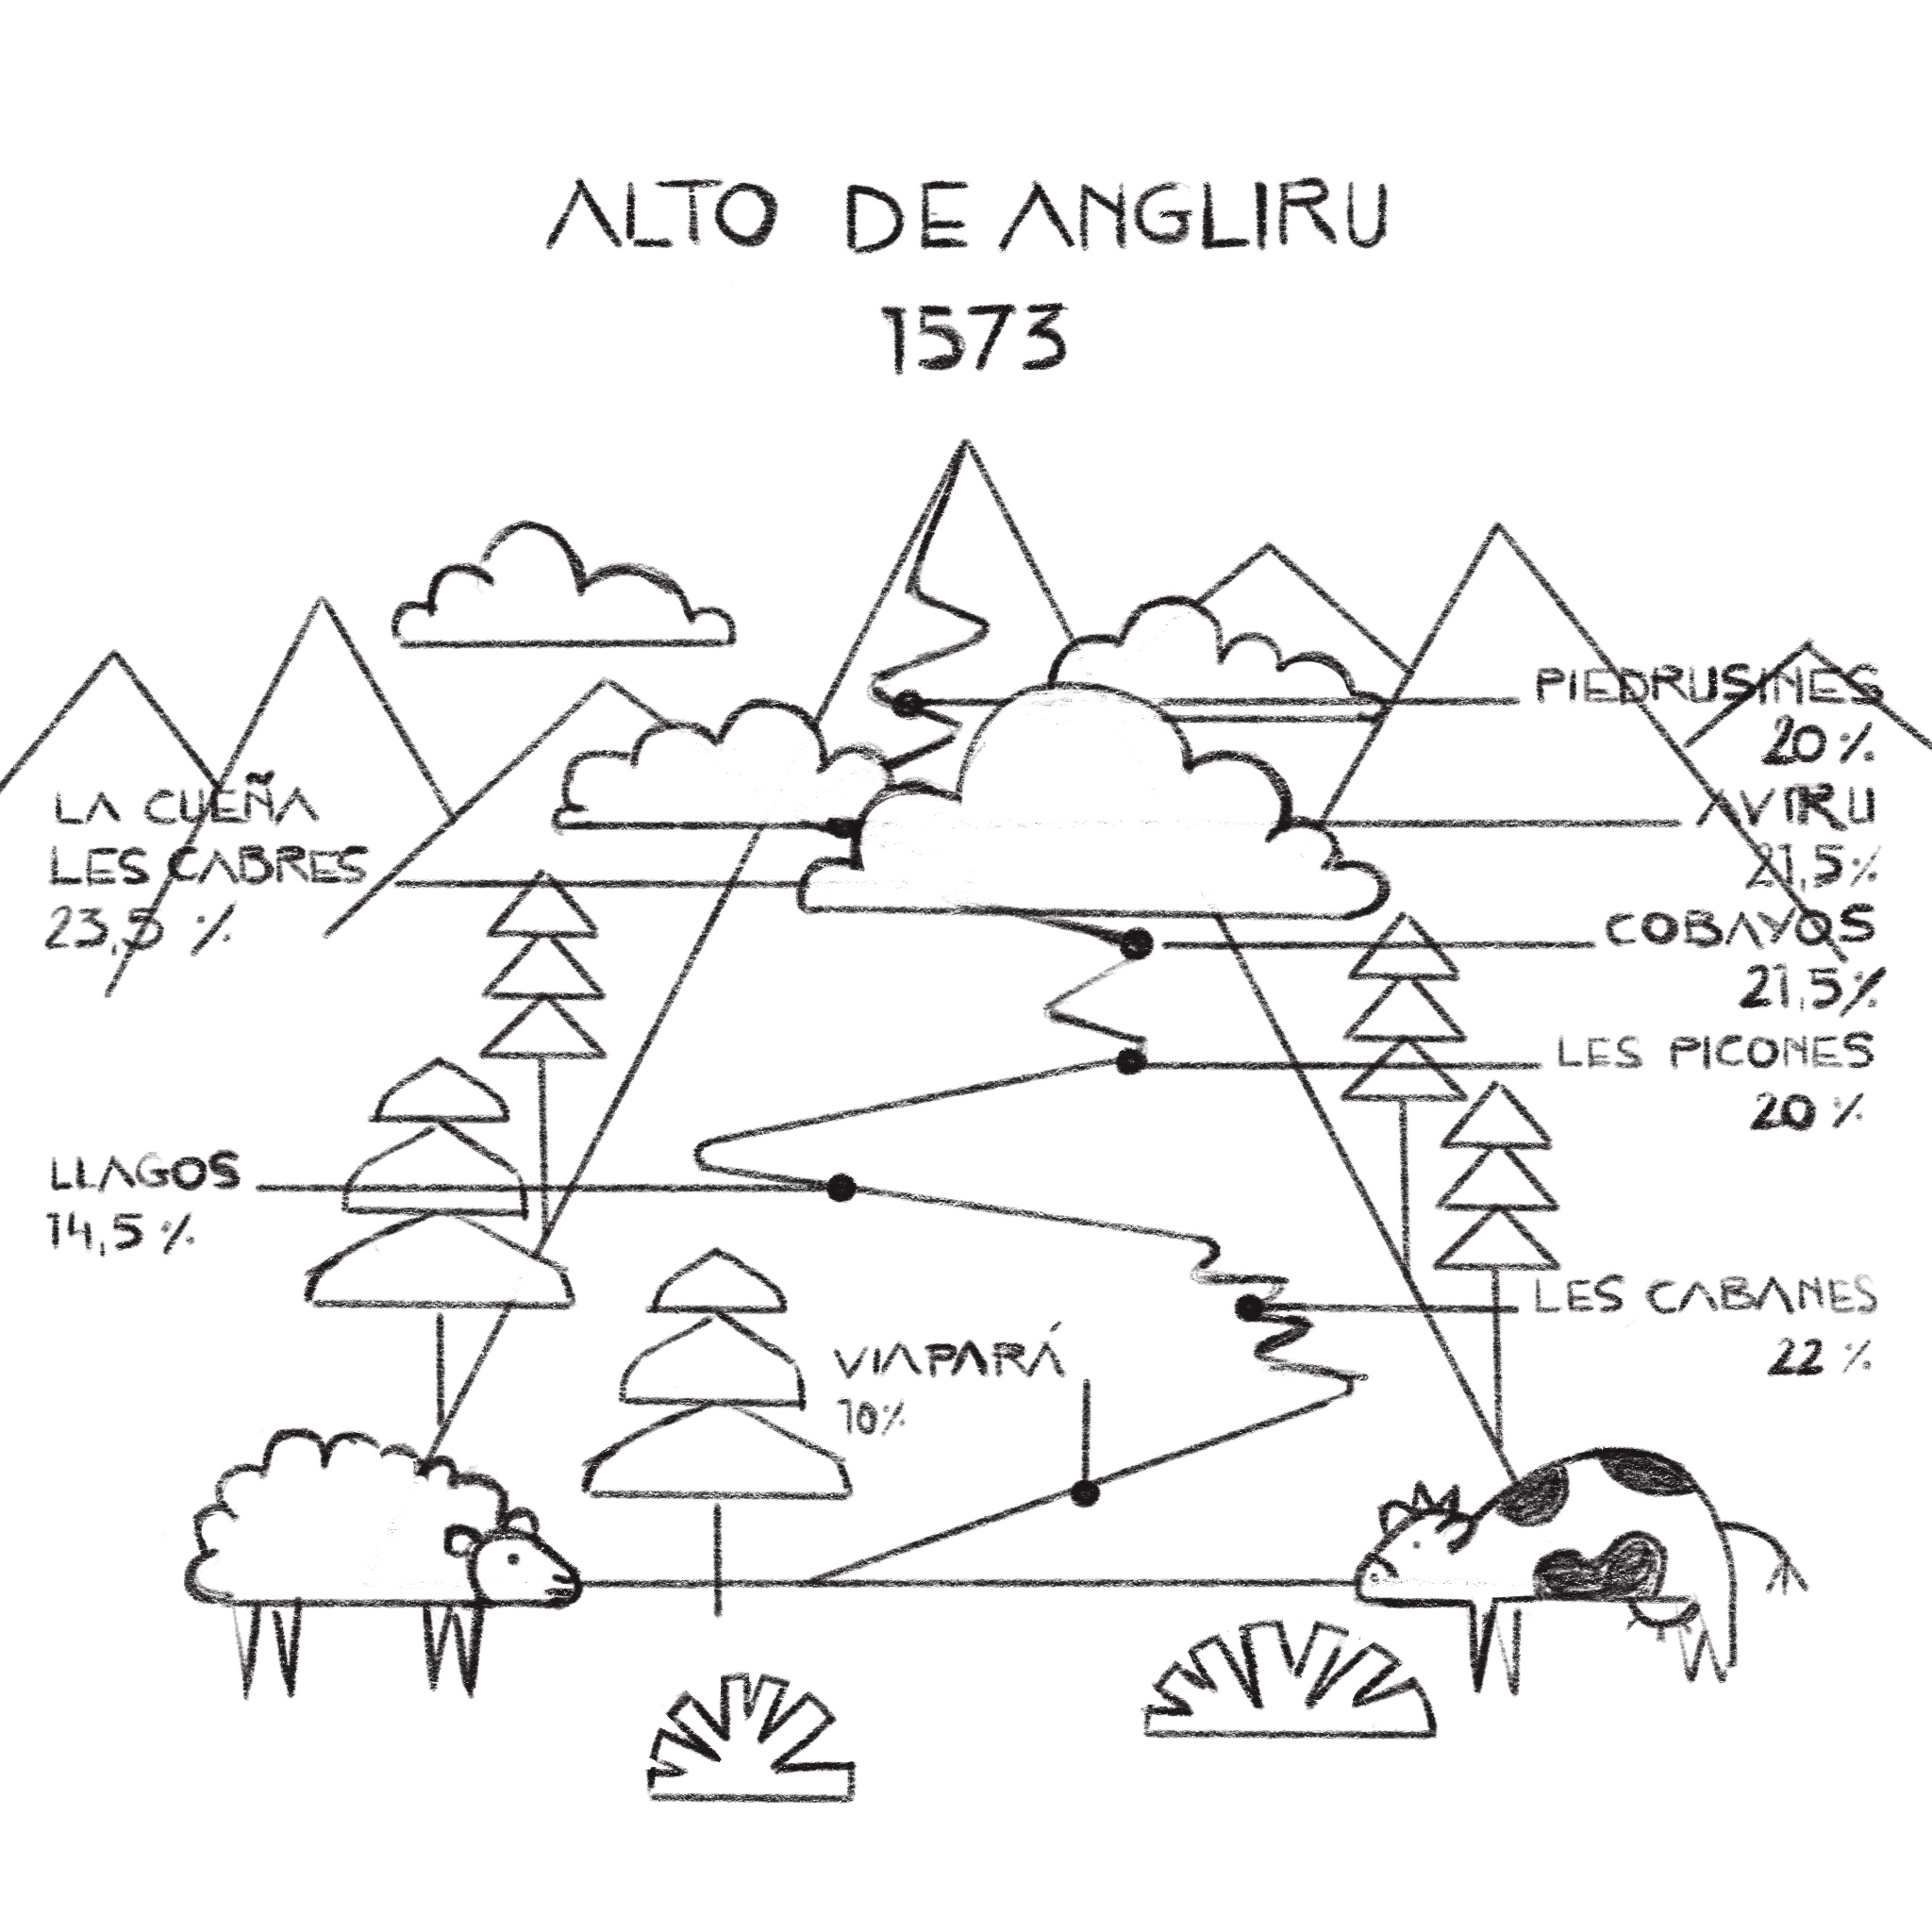 ALTO DE ANGLIRU
1573
PIEDRUSINES
20%
LA CUEÑA
LES CABRES
23,5 %
AVIRU
21,5%
COBAYOS
21,5%
LES PICONES
20%
LLAGOS
14,5%
LES CABANES
22%
VIAPARÁ
10%